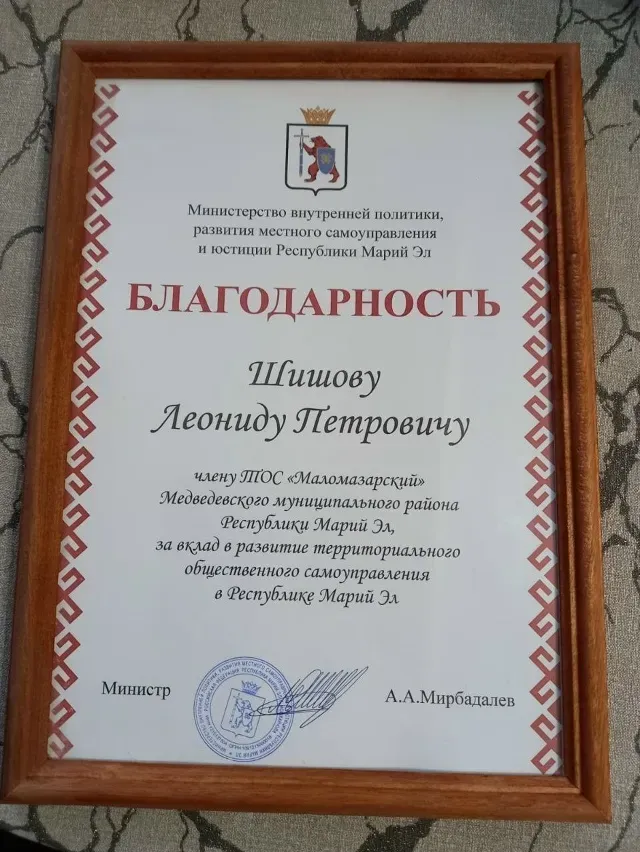 Министерство внутренней политики,
развития местного самоуправления
и юстиции Республики Марий Эл
БЛАГОДАРНОСТЬ
Шишову
Леониду Петровичу
члену ТОС «Маломазарский»
Медведевского муниципального района
Республики Марий Эл,
за вклад в развитие территориального
общественного самоуправления
в Республике Марий Эл
Министр
А.А.Мирбадалев